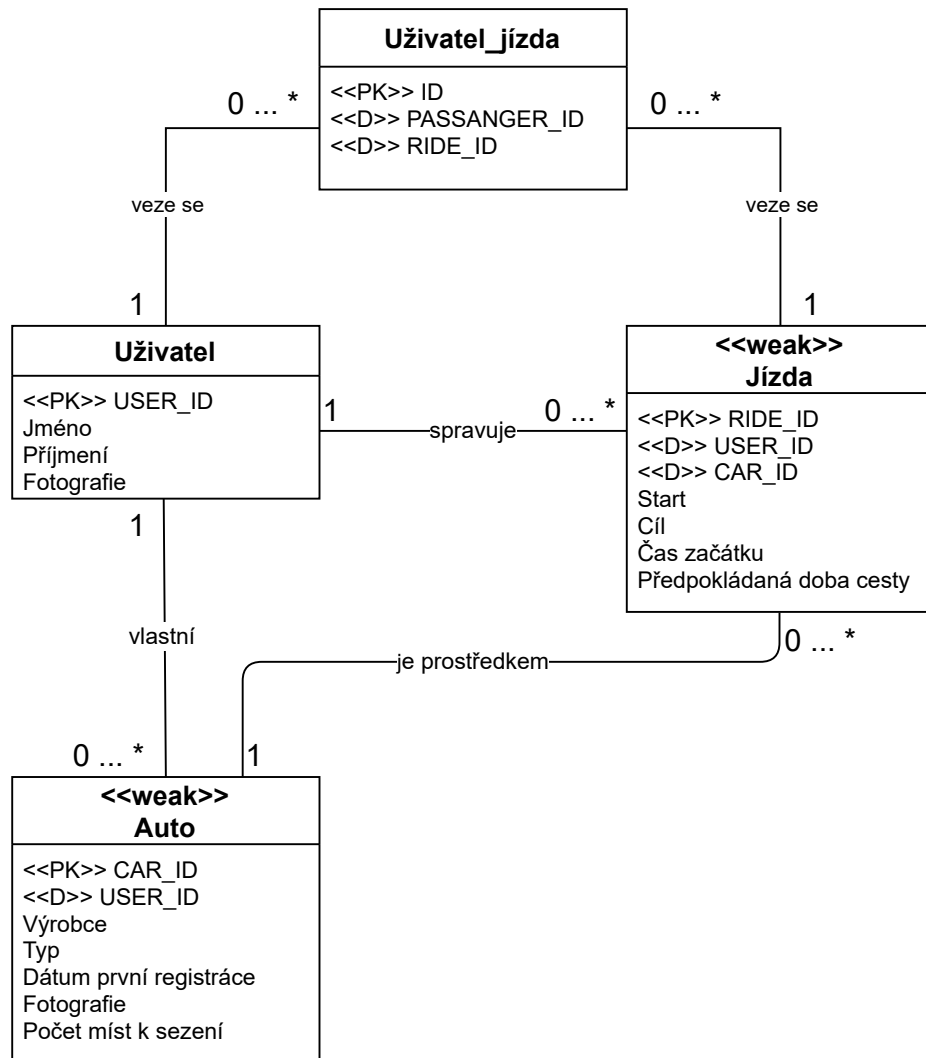 Uživatel_jízda
<<PK>> ID
<<D>> PASSANGER_ID
<<D>> RIDE_ID
0 ... *
0 ... *
veze se
veze se
1
1
Uživatel
<<PK>> USER_ID
Jméno
Příjmení
Fotografie
1
spravuje
0 ... *
<<weak>>
Jízda
<<PK>> RIDE_ID
<<D>> USER_ID
<<D>> CAR_ID
Start
Cíl
Čas začátku
Předpokládaná doba cesty
1
vlastní
0 ... *
je prostředkem
0 ... *
1
<<weak>>
Auto
<<PK>> CAR_ID
<<D>> USER_ID
Výrobce
Typ
Dátum první registráce
Fotografie
Počet míst k sezení